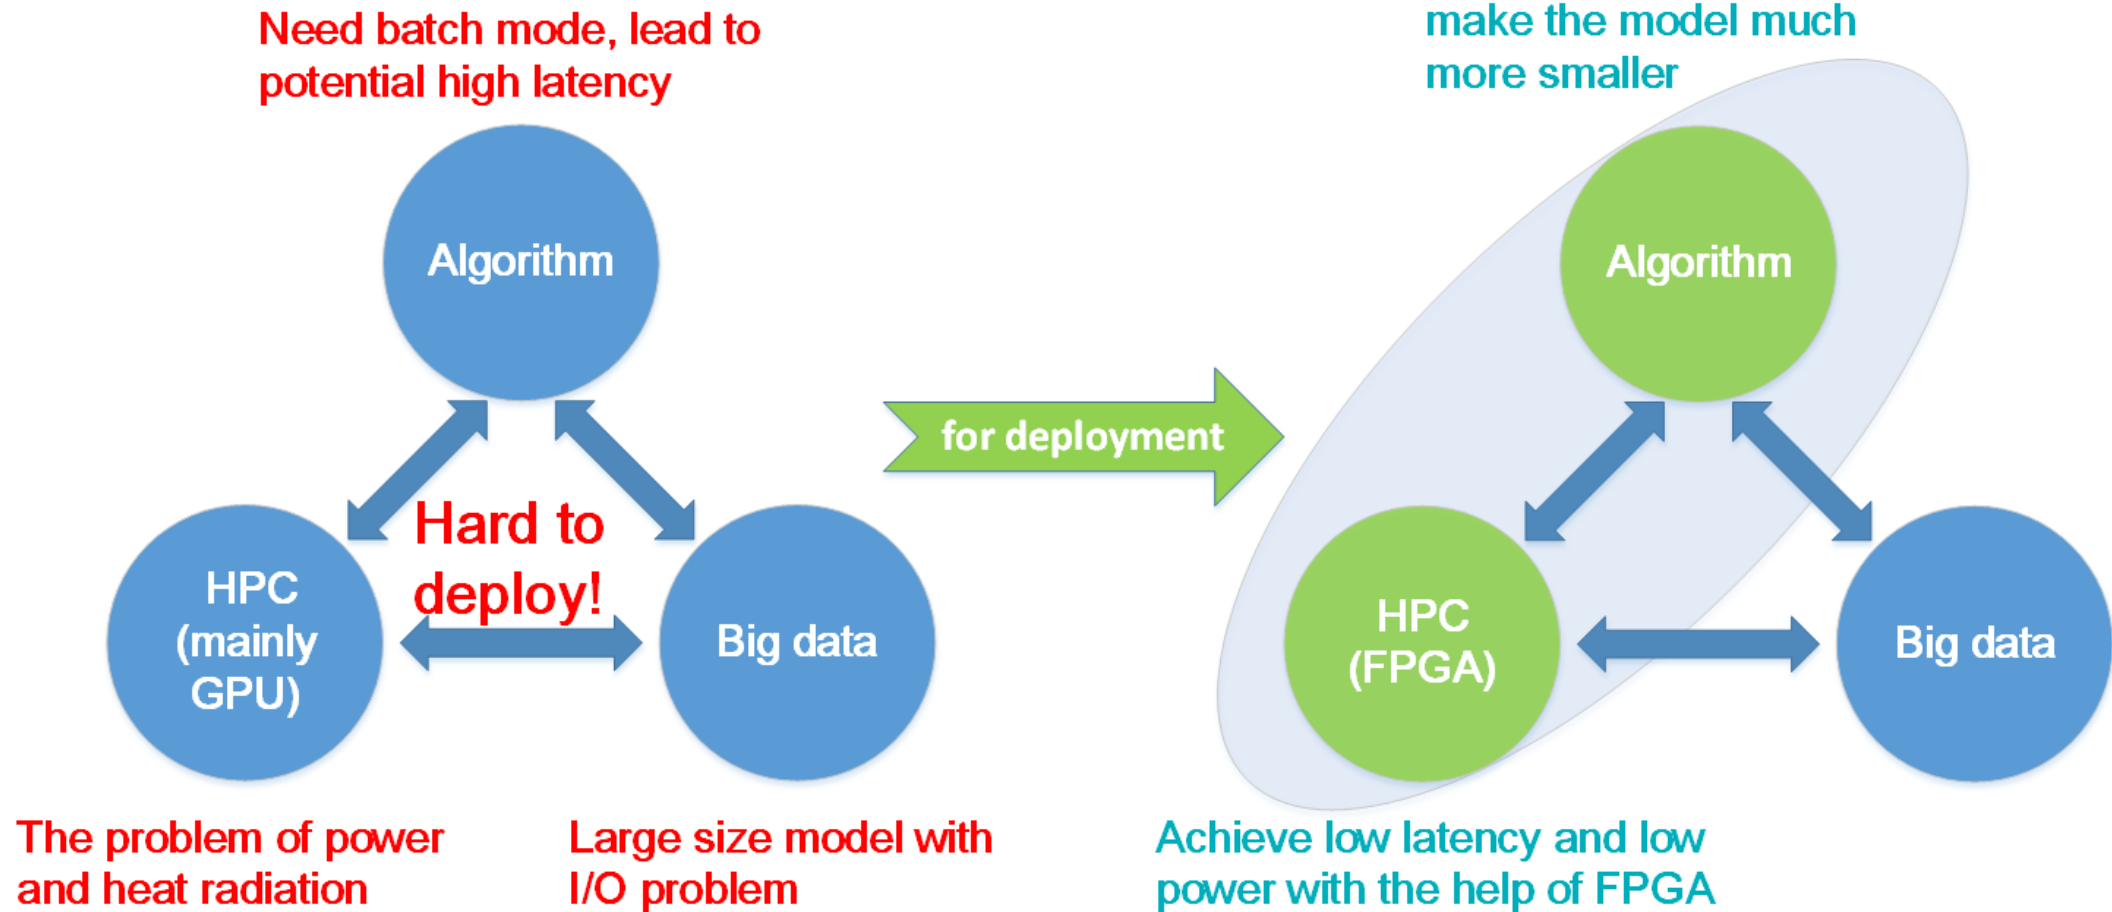 Need batch mode, lead to
potential high latency
Algorithm
Hard to
deploy!
HPC
(mainly
GPU)
Big data
The problem of power
and heat radiation
Large size model with
I/O problem
for deployment
make the model much
more smaller
Algorithm
HPC
(FPGA)
Big data
Achieve low latency and low
power with the help of FPGA